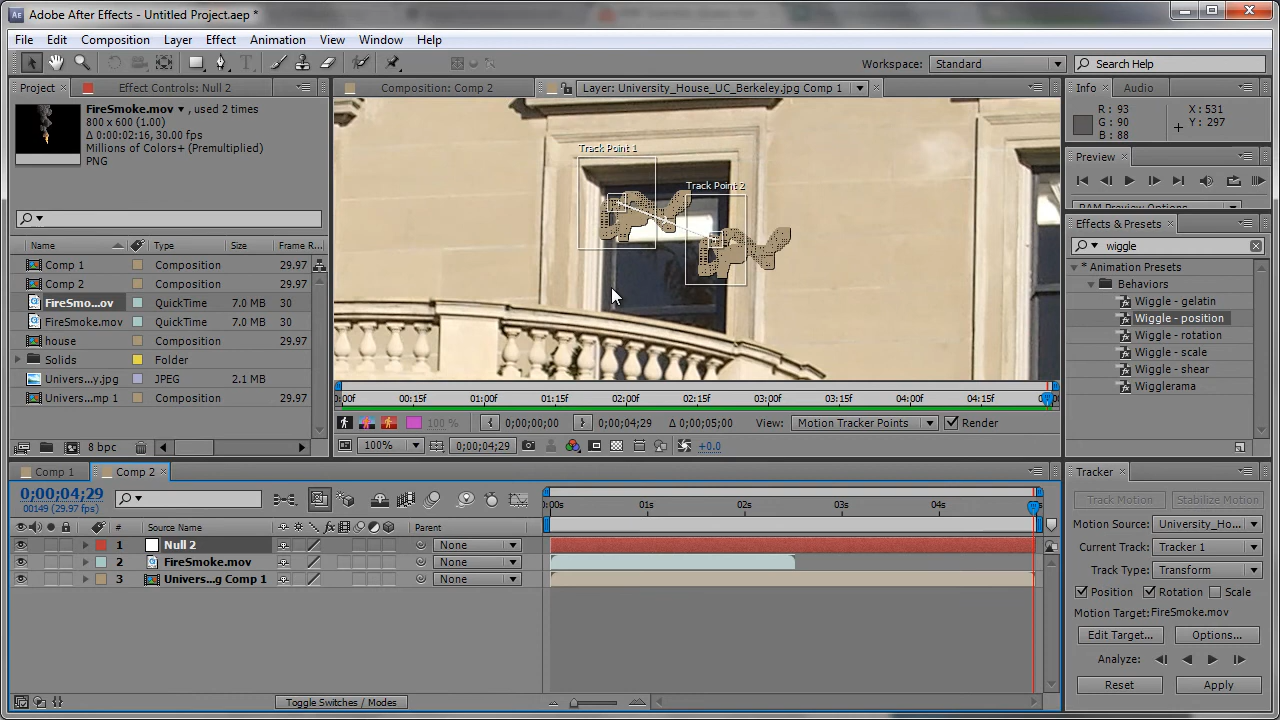 Adobe After Effects - Untitled Project.aep *
File Edit Composition Layer Effect Animation View Window Help
Workspace: Standard
Search Help
Project
Effect Controls: Null 2
Composition: Comp 2
Layer: University_House_UC_Berkeley.jpg Comp 1
Info Audio
FireSmoke.mov ▼ , used 2 times
800 x 600 (1.00)
Δ 0:00:02:16, 30.00 fps
Millions of Colors+ (Premultiplied)
PNG
R : 93
G : 90
B : 88
X : 531
Y : 297
Track Point 1
Track Point 2
Preview
RAM Preview Options
Effects & Presets
wiggle
* Animation Presets
Behaviors
Wiggle - gelatin
Wiggle - position
Wiggle - rotation
Wiggle - scale
Wiggle - shear
Wigglerama
Name Type Size Frame R...
Comp 1 Composition 29.97
Comp 2 Composition 29.97
FireSmo...ov QuickTime 7.0 MB 30
FireSmoke.mov QuickTime 7.0 MB 30
house Composition 29.97
Solids Folder
Univers...y.jpg JPEG 2.1 MB
Univers...mp 1 Composition 29.97
8 bpc
:00f 00:15f 01:00f 01:15f 02:00f 02:15f 03:00f 03:15f 04:00f 04:15f
100 % 0;00;00;00 0;00;04;29 Δ 0;00;05;00 View: Motion Tracker Points Render
100% 0;00;04;29 +0.0
Comp 1 Comp 2
0;00;04;29
00149 (29.97 fps)
# Source Name Parent
1 Null 2 None
2 FireSmoke.mov None
3 Univers...g Comp 1 None
:00s 01s 02s 03s 04s
Toggle Switches / Modes
Tracker
Track Motion Stabilize Motion
Motion Source: University_Ho...
Current Track: Tracker 1
Track Type: Transform
Position Rotation Scale
Motion Target: FireSmoke.mov
Edit Target... Options...
Analyze:
Reset Apply